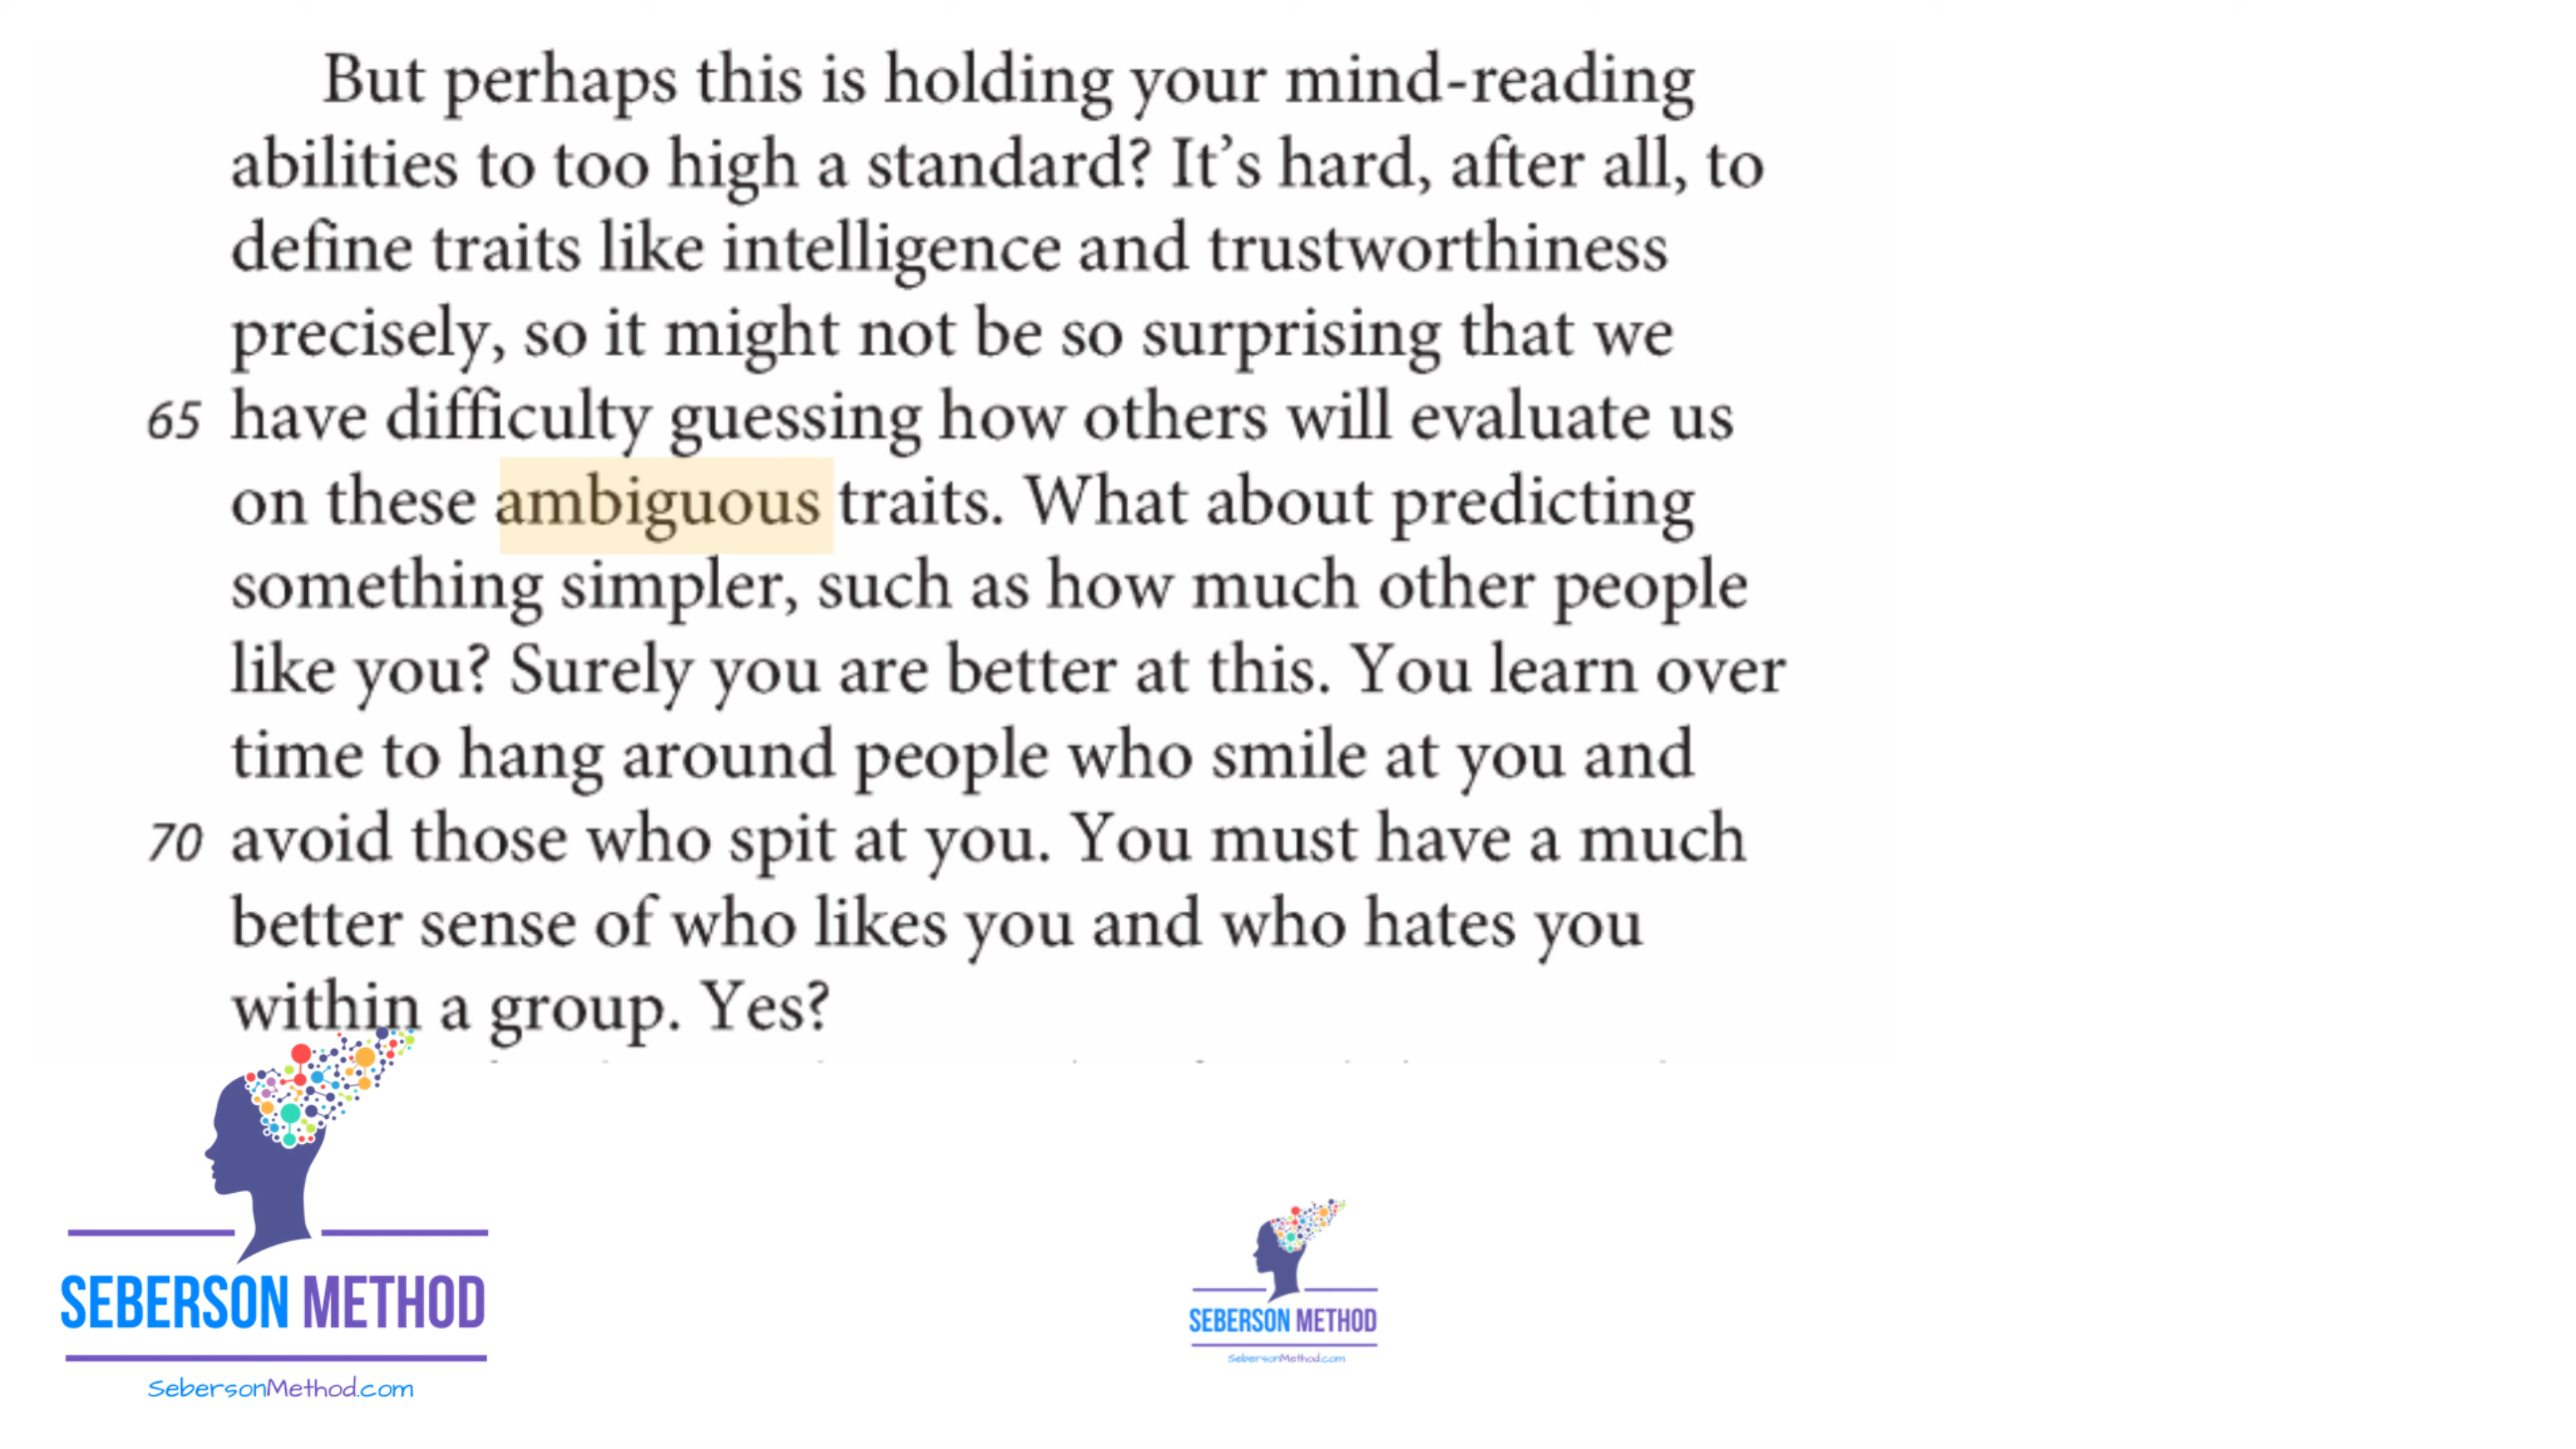 But perhaps this is holding your mind-reading
abilities to too high a standard? It’s hard, after all, to
define traits like intelligence and trustworthiness
precisely, so it might not be so surprising that we
65 have difficulty guessing how others will evaluate us
on these ambiguous traits. What about predicting
something simpler, such as how much other people
like you? Surely you are better at this. You learn over
time to hang around people who smile at you and
70 avoid those who spit at you. You must have a much
better sense of who likes you and who hates you
within a group. Yes?
SEBERSON METHOD
SebersonMethod.com
SEBERSON METHOD
SebersonMethod.com